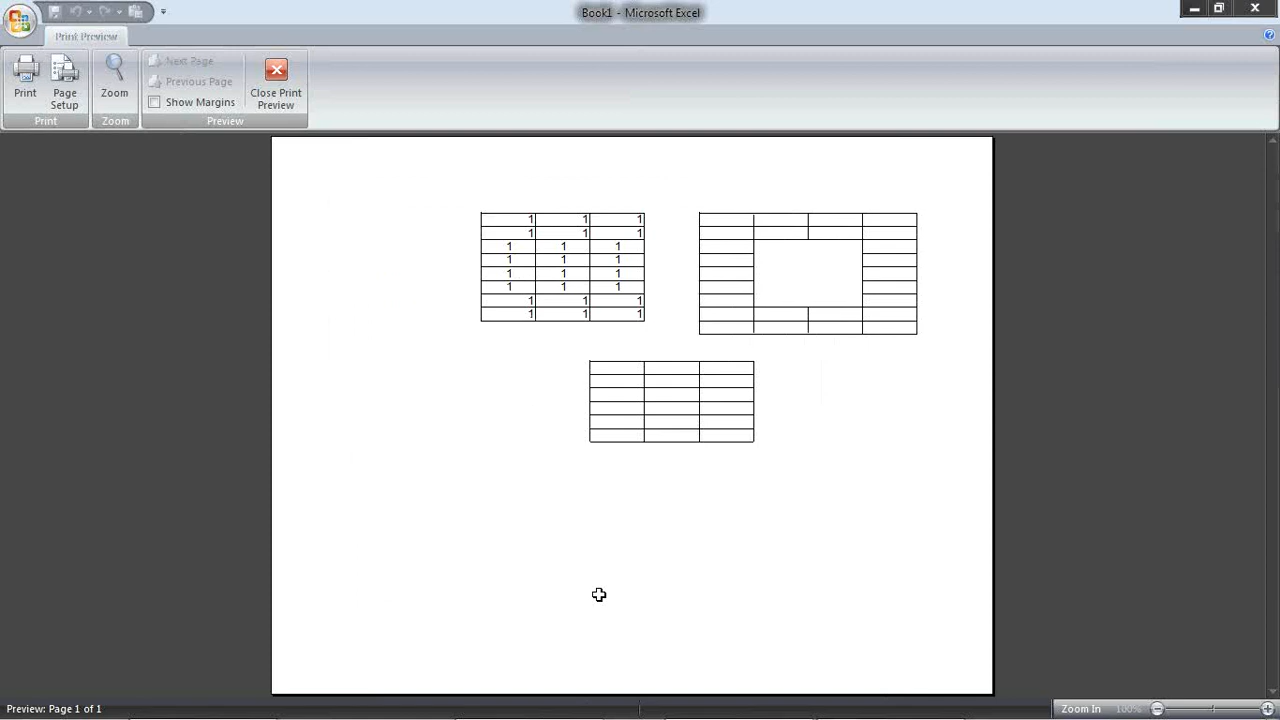 Book1 - Microsoft Excel
Print Preview
Print
Page Setup
Zoom
Next Page
Previous Page
Show Margins
Close Print Preview
Print
Zoom
Preview
1 1 1
1 1 1
1 1 1
1 1 1
1 1 1
1 1 1
1 1 1
1 1 1
Preview: Page 1 of 1
Zoom In 100%